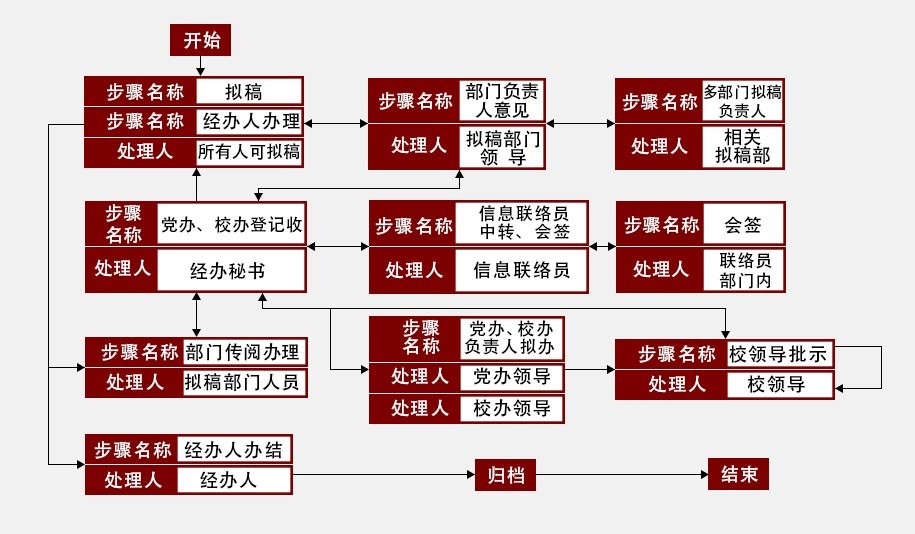 开始
步骤名称 拟稿
步骤名称 经办人办理
处理人 所有人可拟稿
步骤名称 部门负责
人意见
处理人 拟稿部门
领 导
步骤名称 多部门拟稿
负责人
处理人 相关
拟稿部
步骤
名称 党办、校办登记收
处理人 经办秘书
步骤名称 信息联络员
中转、会签
处理人 信息联络员
步骤名称 会签
处理人 联络员
部门内
步骤名称 部门传阅办理
处理人 拟稿部门人员
步骤
名称 党办、校办
负责人拟办
处理人 党办领导
处理人 校办领导
步骤名称 校领导批示
处理人 校领导
步骤名称 经办人办结
处理人 经办人
归档
结束